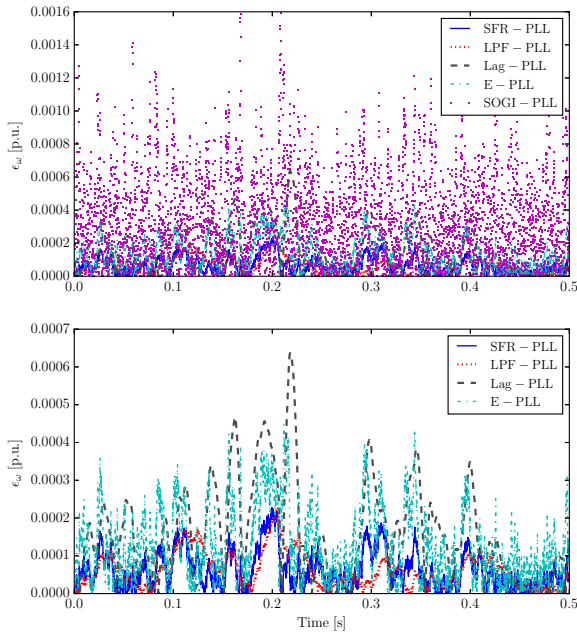 0.0016
0.0014
0.0012
0.0010
0.0008
0.0006
0.0004
0.0002
0.0000
ϵω [p.u.]
SFR − PLL
LPF − PLL
Lag − PLL
E − PLL
SOGI − PLL
0.0 0.1 0.2 0.3 0.4 0.5
0.0007
0.0006
0.0005
0.0004
0.0003
0.0002
0.0001
0.0000
ϵω [p.u.]
SFR − PLL
LPF − PLL
Lag − PLL
E − PLL
0.0 0.1 0.2 0.3 0.4 0.5
Time [s]